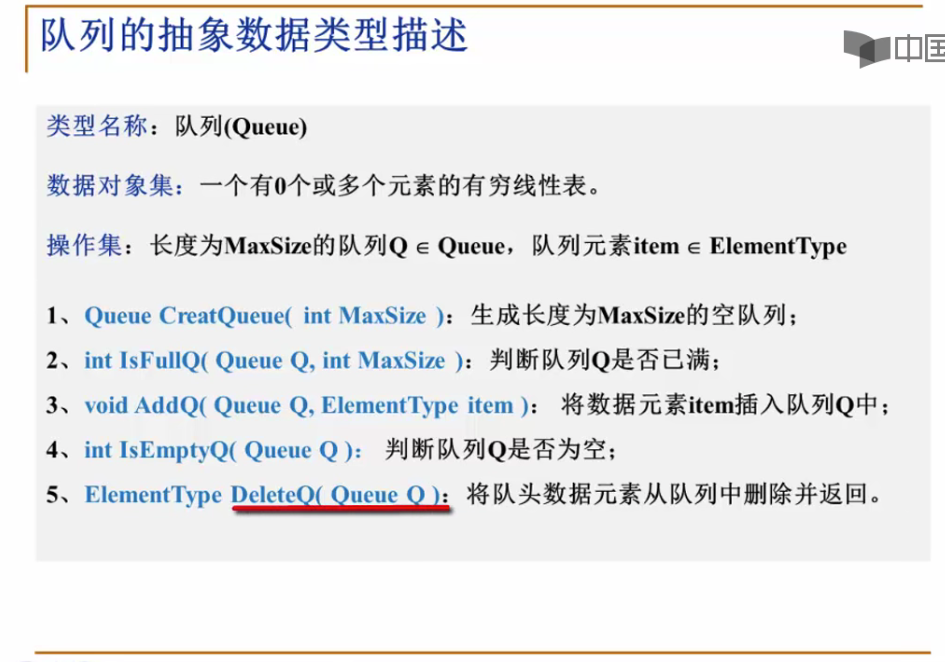 队列的抽象数据类型描述
中国
类型名称：队列(Queue)
数据对象集：一个有0个或多个元素的有穷线性表。
操作集：长度为MaxSize的队列Q ∈ Queue，队列元素item ∈ ElementType
1、Queue CreatQueue( int MaxSize )：生成长度为MaxSize的空队列；
2、int IsFullQ( Queue Q, int MaxSize )：判断队列Q是否已满；
3、void AddQ( Queue Q, ElementType item )： 将数据元素item插入队列Q中；
4、int IsEmptyQ( Queue Q )： 判断队列Q是否为空；
5、ElementType DeleteQ( Queue Q )：将队头数据元素从队列中删除并返回。